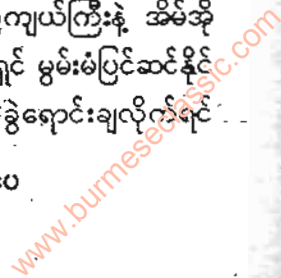 ကျယ်ကြီးနဲ့ အိမ်အို
ရှင် မွမ်းမံပြင်ဆင်နိုင်
ခွဲရောင်းချလိုက်ရင်
ပေ
www.burmeseclassic.com